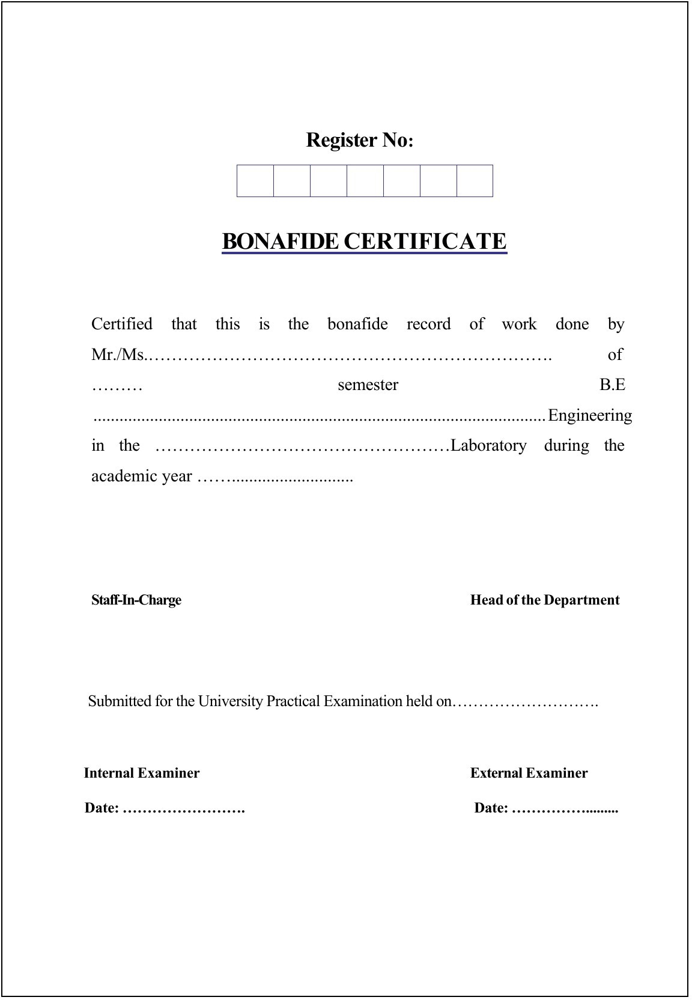 Register No:
BONAFIDE CERTIFICATE
Certified that this is the bonafide record of work done by
Mr./Ms.………………………………………………………………. of
……… semester B.E
........................................................................................................Engineering
in the ………………………………………………Laboratory during the
academic year ……............................
Staff-In-Charge Head of the Department
Submitted for the University Practical Examination held on……………………….
Internal Examiner External Examiner
Date: ……………………. Date: ……………..........